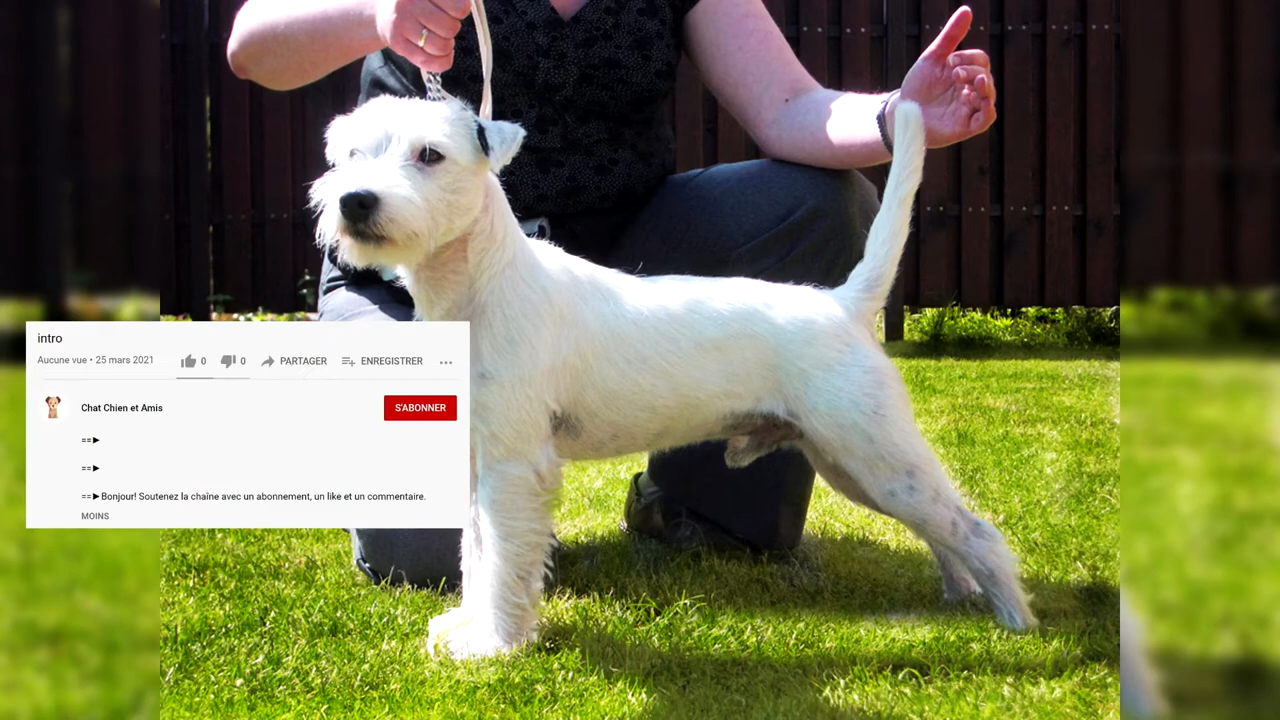 intro
Aucune vue • 25 mars 2021 0 0 PARTAGER ENREGISTRER ...
Chat Chien et Amis S'ABONNER
==►
==►
==►Bonjour! Soutenez la chaîne avec un abonnement, un like et un commentaire.
MOINS